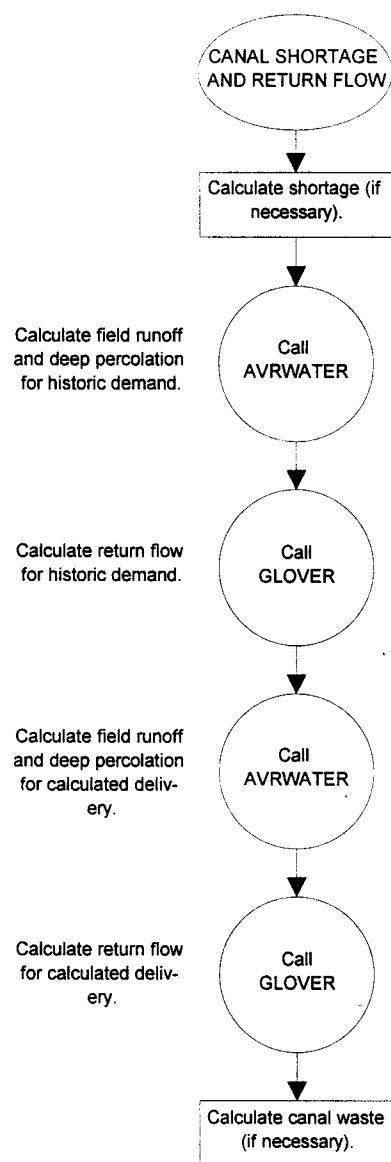 CANAL SHORTAGE
AND RETURN FLOW
Calculate shortage (if
necessary).
Calculate field runoff
and deep percolation
for historic demand.
Call
AVRWATER
Calculate return flow
for historic demand.
Call
GLOVER
Calculate field runoff
and deep percolation
for calculated deliv-
ery.
Call
AVRWATER
Calculate return flow
for calculated deliv-
ery.
Call
GLOVER
Calculate canal waste
(if necessary).